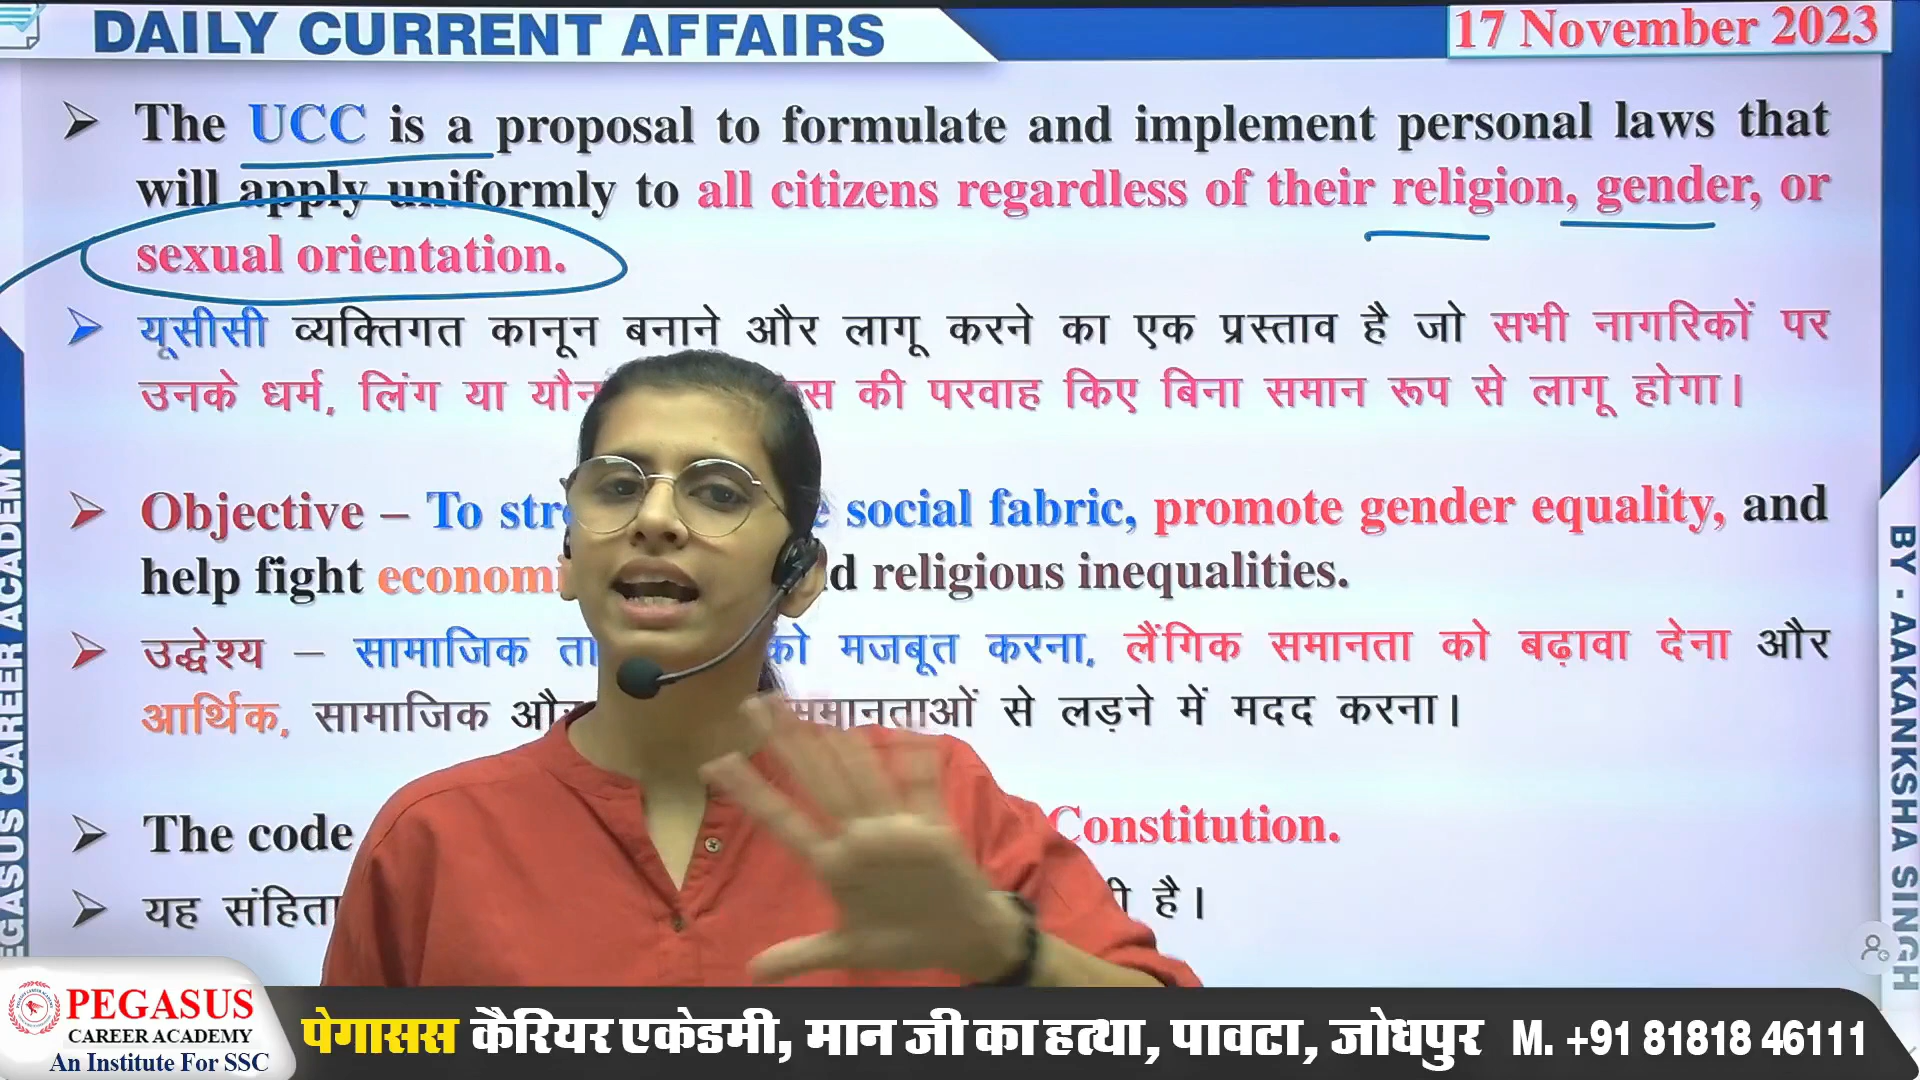 DAILY CURRENT AFFAIRS
17 November 2023
The UCC is a proposal to formulate and implement personal laws that
will apply uniformly to all citizens regardless of their religion, gender, or
sexual orientation.
यूसीसी व्यक्तिगत कानून बनाने और लागू करने का एक प्रस्ताव है जो सभी नागरिकों पर
उनके धर्म, लिंग या की परवाह किए बिना समान रूप से लागू होगा।
Objective – To social fabric, promote gender equality, and
help fight religious inequalities.
उद्धेश्य – सामाजिक को मजबूत करना, लैंगिक समानता को बढ़ावा देना और
आर्थिक, सामाजिक से लड़ने में मदद करना।
The code Constitution.
यह संहिता है।
PEGASUS CAREER ACADEMY
BY - AAKANKSHA SINGH
PEGASUS
CAREER ACADEMY
An Institute For SSC
पेगासस कैरियर एकेडमी, मान जी का हत्था, पावटा, जोधपुर M. +91 81818 46111